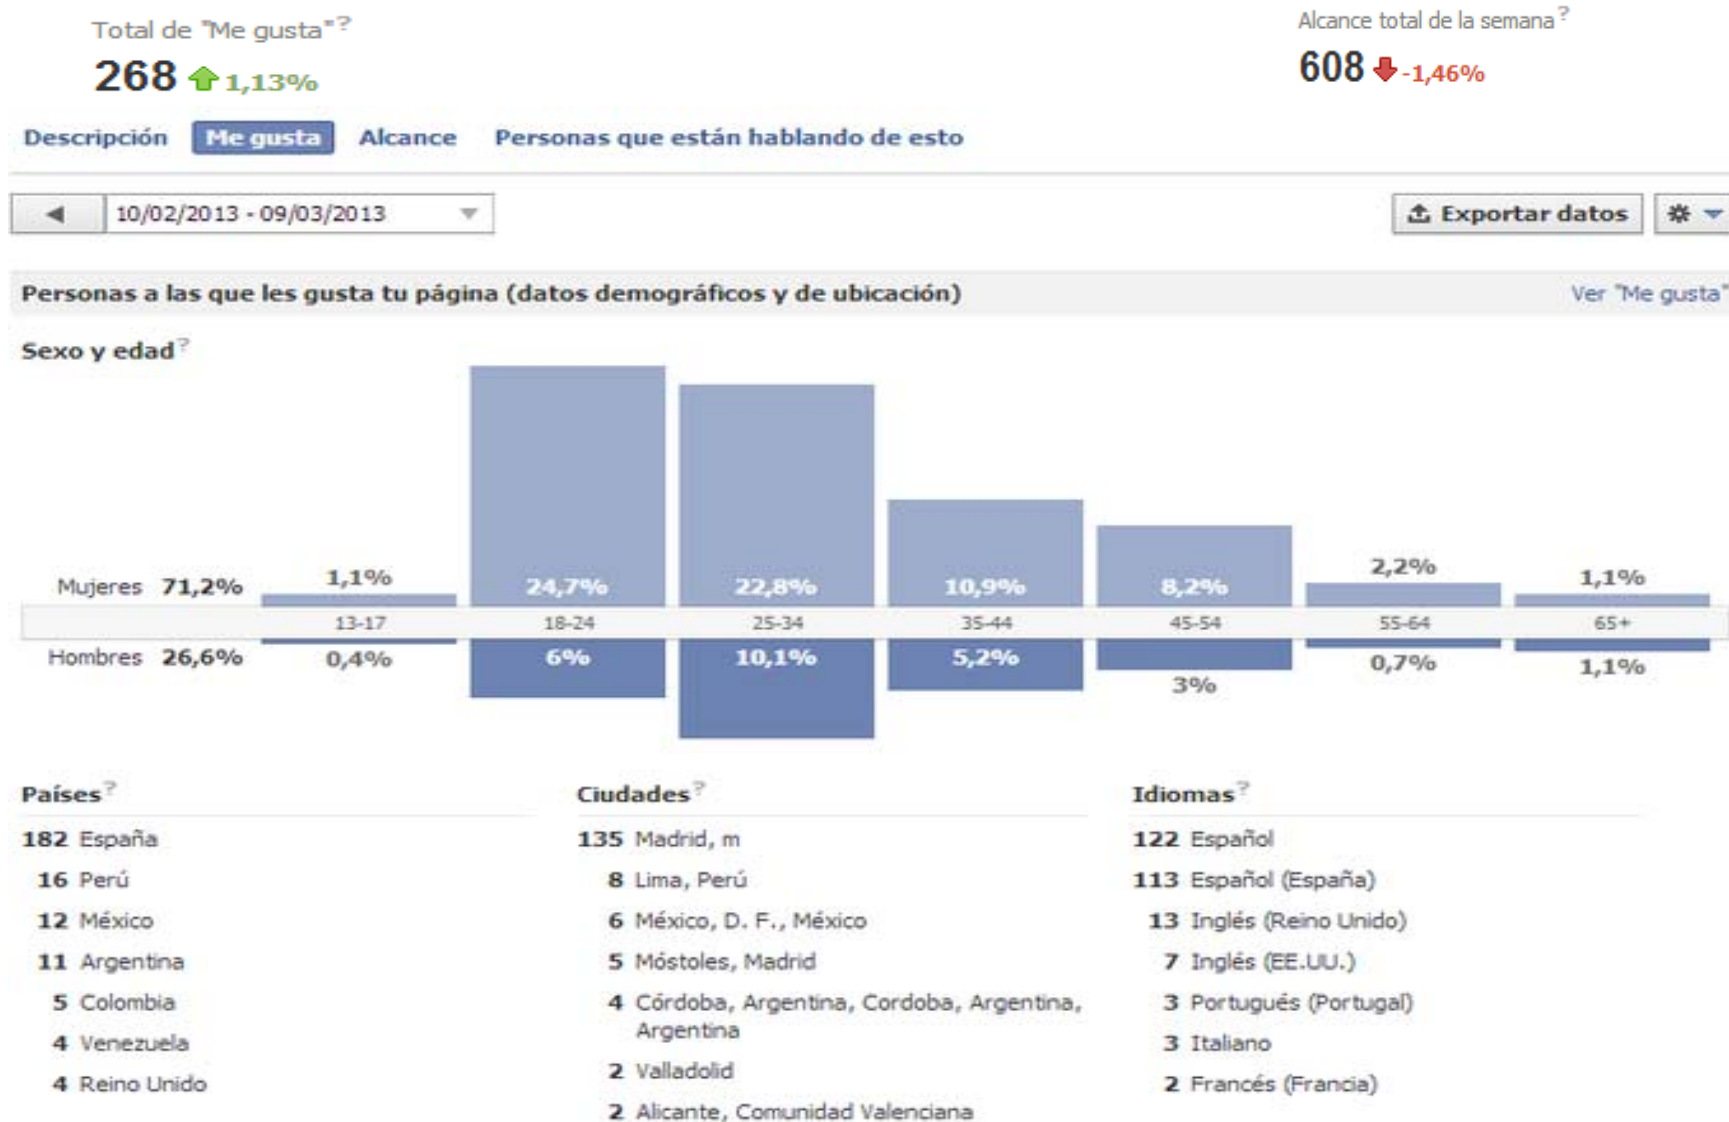 Total de "Me gusta"?
268 1,13%
Alcance total de la semana?
608 -1,46%
Descripción Me gusta Alcance Personas que están hablando de esto
10/02/2013 - 09/03/2013
Exportar datos
Personas a las que les gusta tu página (datos demográficos y de ubicación)
Ver "Me gusta"
Sexo y edad?
Mujeres 71,2% 1,1% 24,7% 22,8% 10,9% 8,2% 2,2% 1,1%
13-17 18-24 25-34 35-44 45-54 55-64 65+
Hombres 26,6% 0,4% 6% 10,1% 5,2% 3% 0,7% 1,1%
Países?
182 España
16 Perú
12 México
11 Argentina
5 Colombia
4 Venezuela
4 Reino Unido
Ciudades?
135 Madrid, m
8 Lima, Perú
6 México, D. F., México
5 Móstoles, Madrid
4 Córdoba, Argentina, Cordoba, Argentina,
Argentina
2 Valladolid
2 Alicante, Comunidad Valenciana
Idiomas?
122 Español
113 Español (España)
13 Inglés (Reino Unido)
7 Inglés (EE.UU.)
3 Portugués (Portugal)
3 Italiano
2 Francés (Francia)